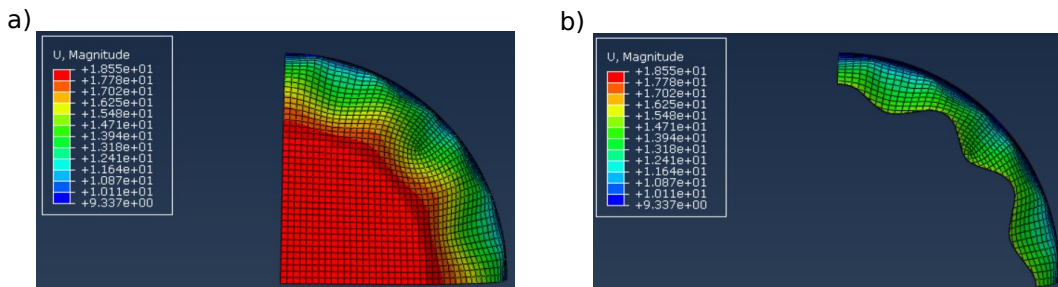 a)
U, Magnitude
+1.855e+01
+1.778e+01
+1.702e+01
+1.625e+01
+1.548e+01
+1.471e+01
+1.394e+01
+1.318e+01
+1.241e+01
+1.164e+01
+1.087e+01
+1.011e+01
+9.337e+00
b)
U, Magnitude
+1.855e+01
+1.778e+01
+1.702e+01
+1.625e+01
+1.548e+01
+1.471e+01
+1.394e+01
+1.318e+01
+1.241e+01
+1.164e+01
+1.087e+01
+1.011e+01
+9.337e+00